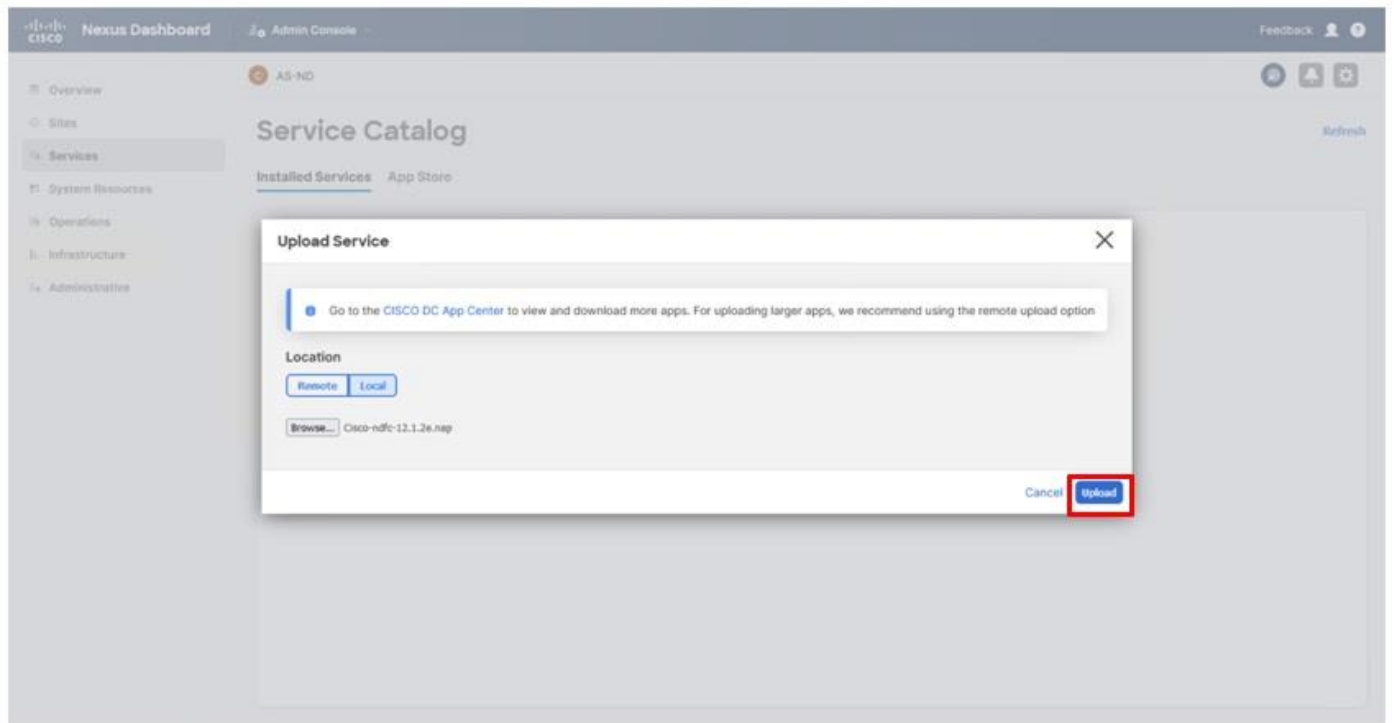 CISCO Nexus Dashboard Admin Console Feedback
AS-ND
Overview
Sites
Services
System Resources
Operations
Infrastructure
Administrative
Service Catalog
Refresh
Installed Services App Store
Upload Service
Go to the CISCO DC App Center to view and download more apps. For uploading larger apps, we recommend using the remote upload option
Location
Remote Local
Browse... Cisco-ndfc-12.1.2e.nap
Cancel Upload